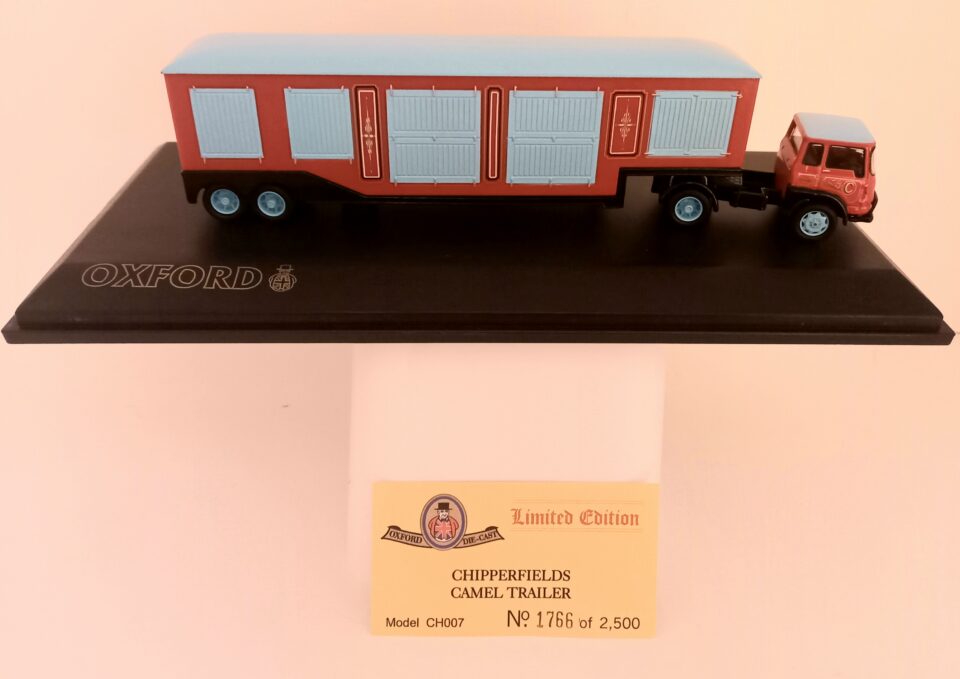 OXFORD
C
OXFORD DIE-CAST
Limited Edition
CHIPPERFIELDS
CAMEL TRAILER
Model CH007 Nº 1766 of 2,500